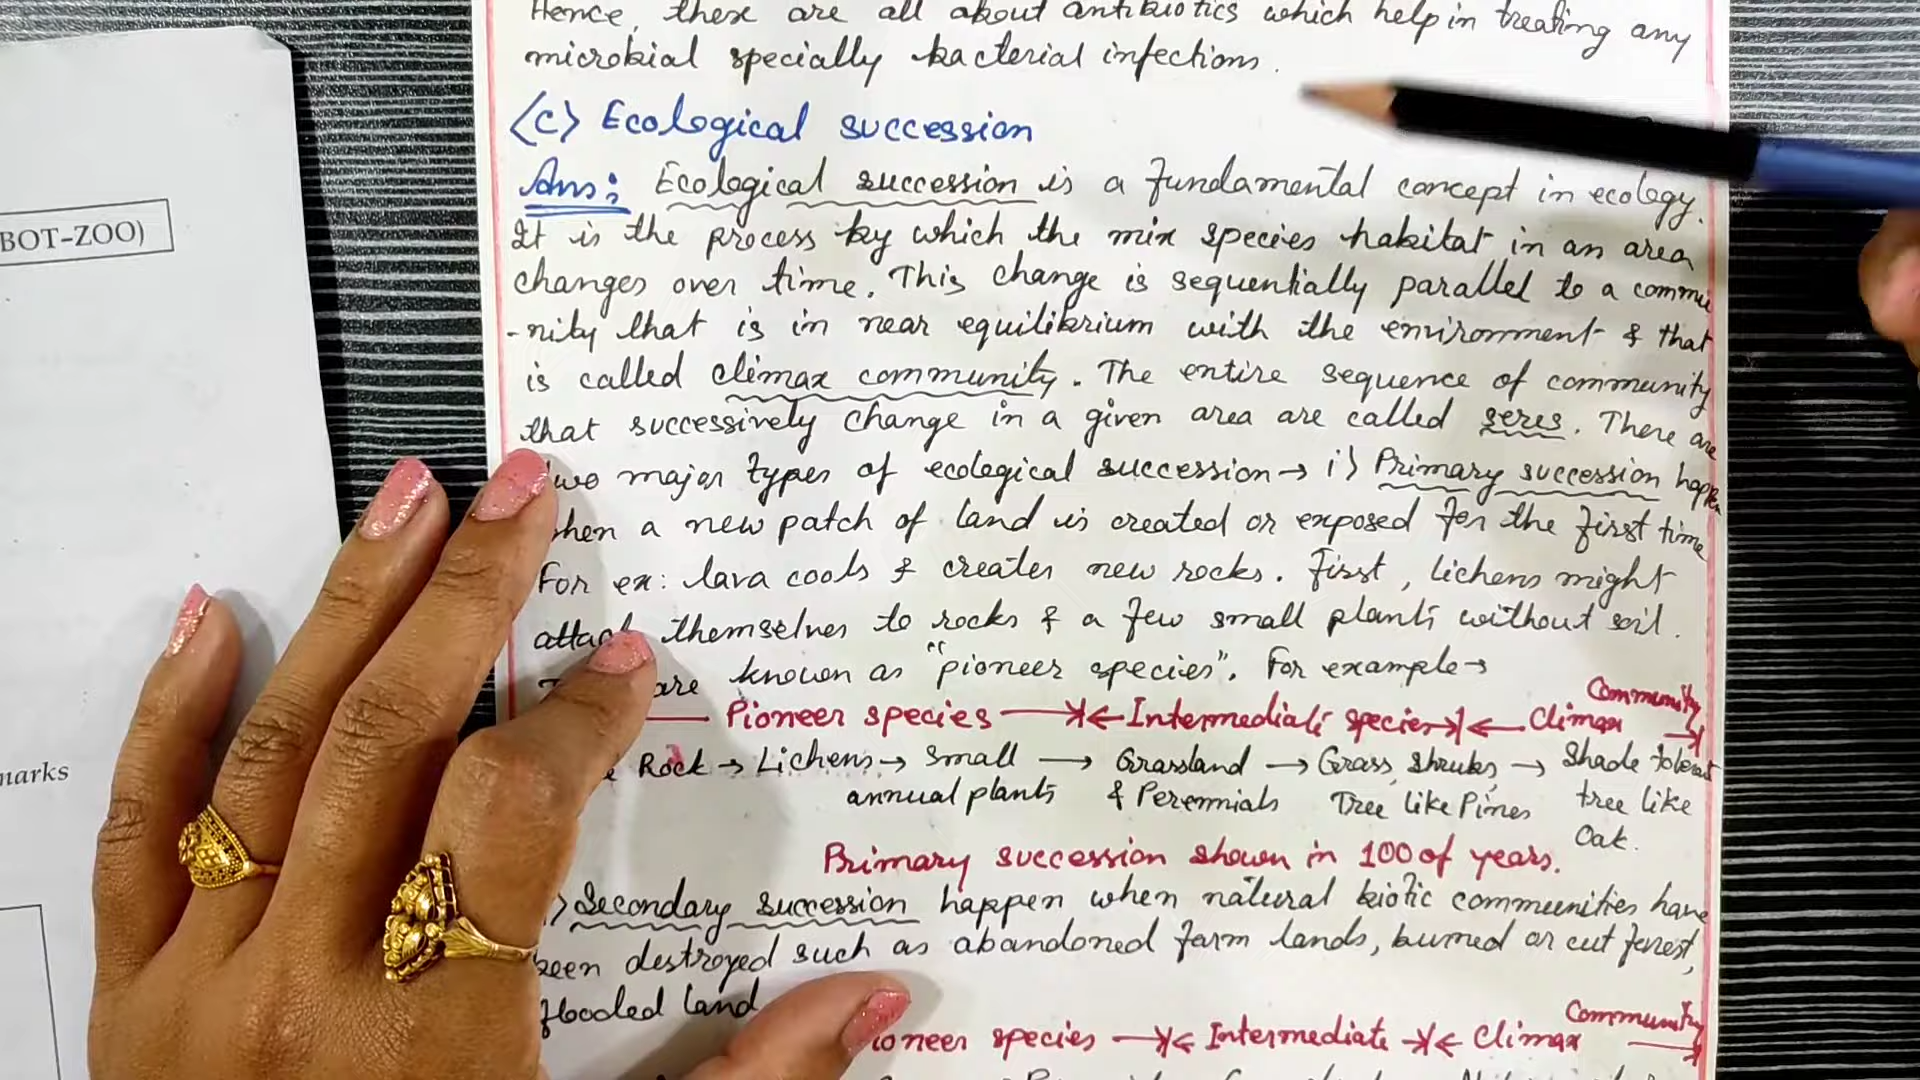 Hence, these are all about antibiotics which help in treating any
microbial specially bacterial infections.
(c) Ecological succession
Ans: Ecological succession is a fundamental concept in ecology.
It is the process by which the mix species habitat in an area
changes over time. This change is sequentially parallel to a commu
-nity that is in near equilibrium with the environment & that
is called climax community. The entire sequence of community
that successively change in a given area are called seres. There are
two major types of ecological succession → i) Primary succession happen
when a new patch of land is created or exposed for the first time
For ex: lava cools & creates new rocks. First, lichens might
attach themselves to rocks & a few small plants without soil.
are known as "pioneer species". For example →
Community
Pioneer species → ← Intermediate species → ← Climax →
Rock → Lichens → Small → Grassland → Grass, Shrubs, → Shade tolerant
annual plants & Perennials Tree like Pines tree like
Oak.
Primary succession shown in 100 of years.
) Secondary succession happen when natural biotic communities have
been destroyed such as abandoned farm lands, burned or cut forest,
flooded land
Community
ioneer species → ← Intermediate → ← Climax →
BOT-ZOO)
marks